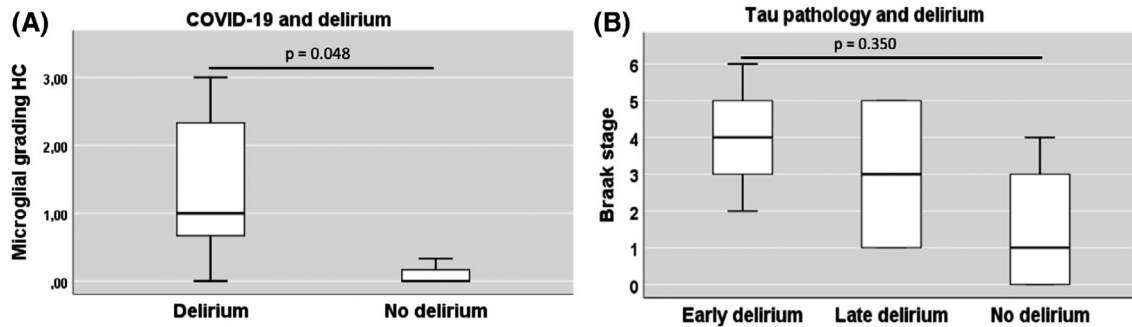 (A)
COVID-19 and delirium
p = 0.048
Microglial grading HC
3,00
2,00
1,00
,00
Delirium No delirium
(B)
Tau pathology and delirium
p = 0.350
Braak stage
6
5
4
3
2
1
0
Early delirium Late delirium No delirium